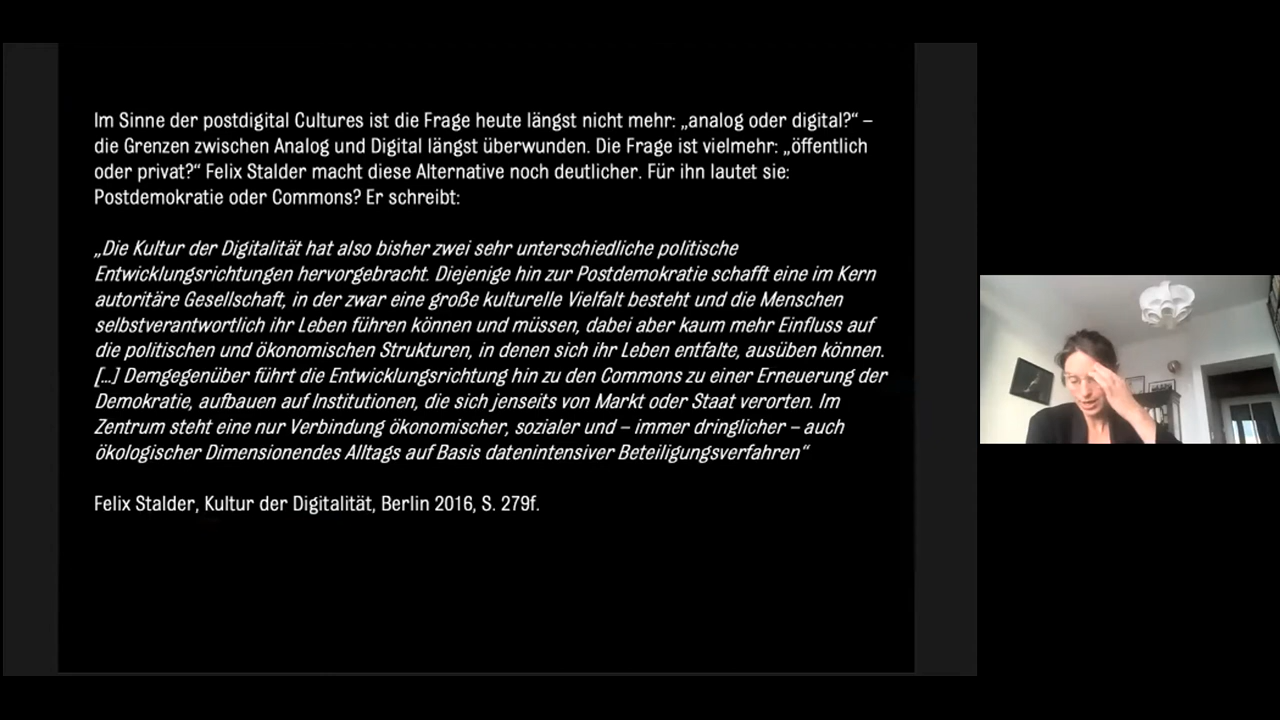 Im Sinne der postdigital Cultures ist die Frage heute längst nicht mehr: „analog oder digital?“ –
die Grenzen zwischen Analog und Digital längst überwunden. Die Frage ist vielmehr: „öffentlich
oder privat?“ Felix Stalder macht diese Alternative noch deutlicher. Für ihn lautet sie:
Postdemokratie oder Commons? Er schreibt:
„Die Kultur der Digitalität hat also bisher zwei sehr unterschiedliche politische
Entwicklungsrichtungen hervorgebracht. Diejenige hin zur Postdemokratie schafft eine im Kern
autoritäre Gesellschaft, in der zwar eine große kulturelle Vielfalt besteht und die Menschen
selbstverantwortlich ihr Leben führen können und müssen, dabei aber kaum mehr Einfluss auf
die politischen und ökonomischen Strukturen, in denen sich ihr Leben entfalte, ausüben können.
[...] Demgegenüber führt die Entwicklungsrichtung hin zu den Commons zu einer Erneuerung der
Demokratie, aufbauen auf Institutionen, die sich jenseits von Markt oder Staat verorten. Im
Zentrum steht eine nur Verbindung ökonomischer, sozialer und – immer dringlicher – auch
ökologischer Dimensionendes Alltags auf Basis datenintensiver Beteiligungsverfahren“
Felix Stalder, Kultur der Digitalität, Berlin 2016, S. 279f.